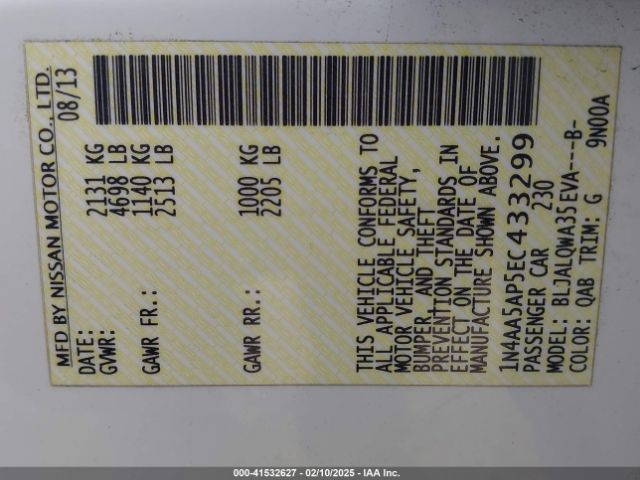 MFD BY NISSAN MOTOR CO., LTD.
DATE: 08/13
GVWR: 2131 KG
4698 LB
GAWR FR.: 1140 KG
2513 LB
GAWR RR.: 1000 KG
2205 LB
THIS VEHICLE CONFORMS TO
ALL APPLICABLE FEDERAL
MOTOR VEHICLE SAFETY,
BUMPER, AND THEFT
PREVENTION STANDARDS IN
EFFECT ON THE DATE OF
MANUFACTURE SHOWN ABOVE.
1N4AA5AP5EC433299
PASSENGER CAR 230
MODEL: BLJALQWA35EVA----B-
COLOR: QAB TRIM: G 9N00A
000-41532627 - 02/10/2025 - IAA Inc.